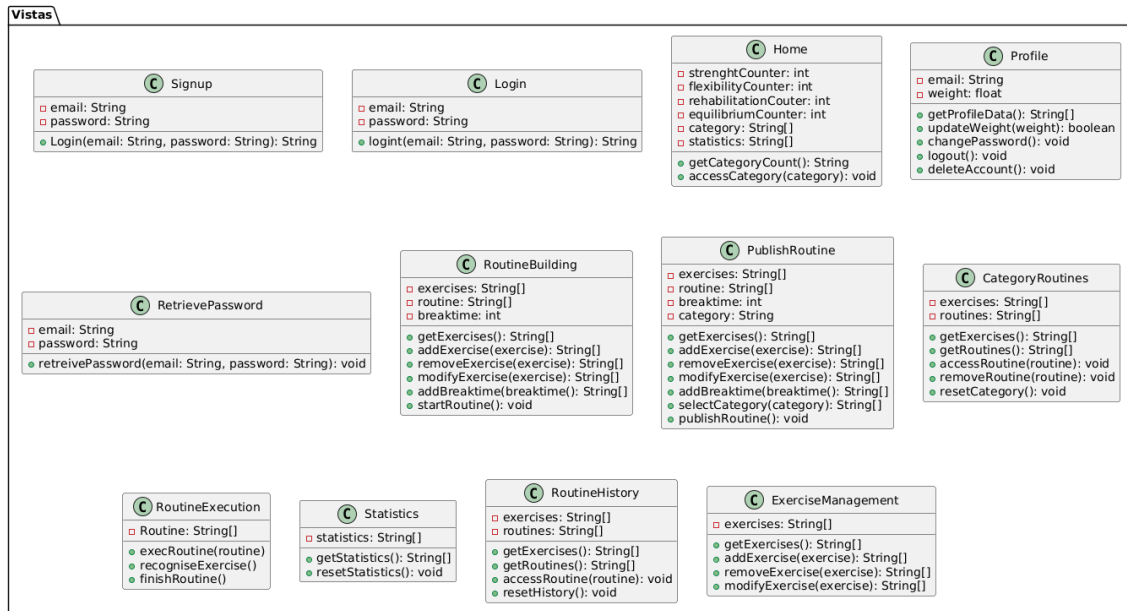 Vistas
C Signup
email: String
password: String
Login(email: String, password: String): String
C Login
email: String
password: String
logint(email: String, password: String): String
C Home
strenghtCounter: int
flexibilityCounter: int
rehabilitationCouter: int
equilibriumCounter: int
category: String[]
statistics: String[]
getCategoryCount(): String
accessCategory(category): void
C Profile
email: String
weight: float
getProfileData(): String[]
updateWeight(weight): boolean
changePassword(): void
logout(): void
deleteAccount(): void
C RetrievePassword
email: String
password: String
retreivePassword(email: String, password: String): void
C RoutineBuilding
exercises: String[]
routine: String[]
breaktime: int
getExercises(): String[]
addExercise(exercise): String[]
removeExercise(exercise): String[]
modifyExercise(exercise): String[]
addBreaktime(breaktime(): String[]
startRoutine(): void
C PublishRoutine
exercises: String[]
routine: String[]
breaktime: int
category: String
getExercises(): String[]
addExercise(exercise): String[]
removeExercise(exercise): String[]
modifyExercise(exercise): String[]
addBreaktime(breaktime(): String[]
selectCategory(category): String[]
publishRoutine(): void
C CategoryRoutines
exercises: String[]
routines: String[]
getExercises(): String[]
getRoutines(): String[]
accessRoutine(routine): void
removeRoutine(routine): void
resetCategory(): void
C RoutineExecution
Routine: String[]
execRoutine(routine)
recogniseExercise()
finishRoutine()
C Statistics
statistics: String[]
getStatistics(): String[]
resetStatistics(): void
C RoutineHistory
exercises: String[]
routines: String[]
getExercises(): String[]
getRoutines(): String[]
accessRoutine(routine): void
resetHistory(): void
C ExerciseManagement
exercises: String[]
getExercises(): String[]
addExercise(exercise): String[]
removeExercise(exercise): String[]
modifyExercise(exercise): String[]